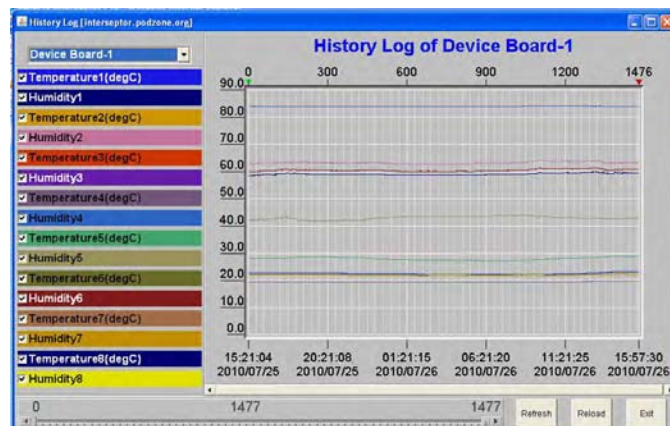 History Log [interseptor.podzone.org]
Device Board-1
History Log of Device Board-1
Temperature1(degC)
Humidity1
Temperature2(degC)
Humidity2
Temperature3(degC)
Humidity3
Temperature4(degC)
Humidity4
Temperature5(degC)
Humidity5
Temperature6(degC)
Humidity6
Temperature7(degC)
Humidity7
Temperature8(degC)
Humidity8
0 300 600 900 1200 1476
90.0
80.0
70.0
60.0
50.0
40.0
30.0
20.0
10.0
0.0
15:21:04 20:21:08 01:21:15 06:21:20 11:21:25 15:57:30
2010/07/25 2010/07/25 2010/07/26 2010/07/26 2010/07/26 2010/07/26
0 1477 1477
Refresh Reload Exit